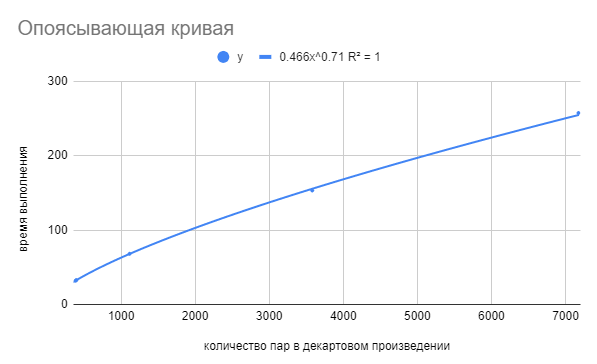 Опоясывающая кривая
y 0.466x^0.71 R² = 1
300
200
100
0
1000 2000 3000 4000 5000 6000 7000
время выполнения
количество пар в декартовом произведении